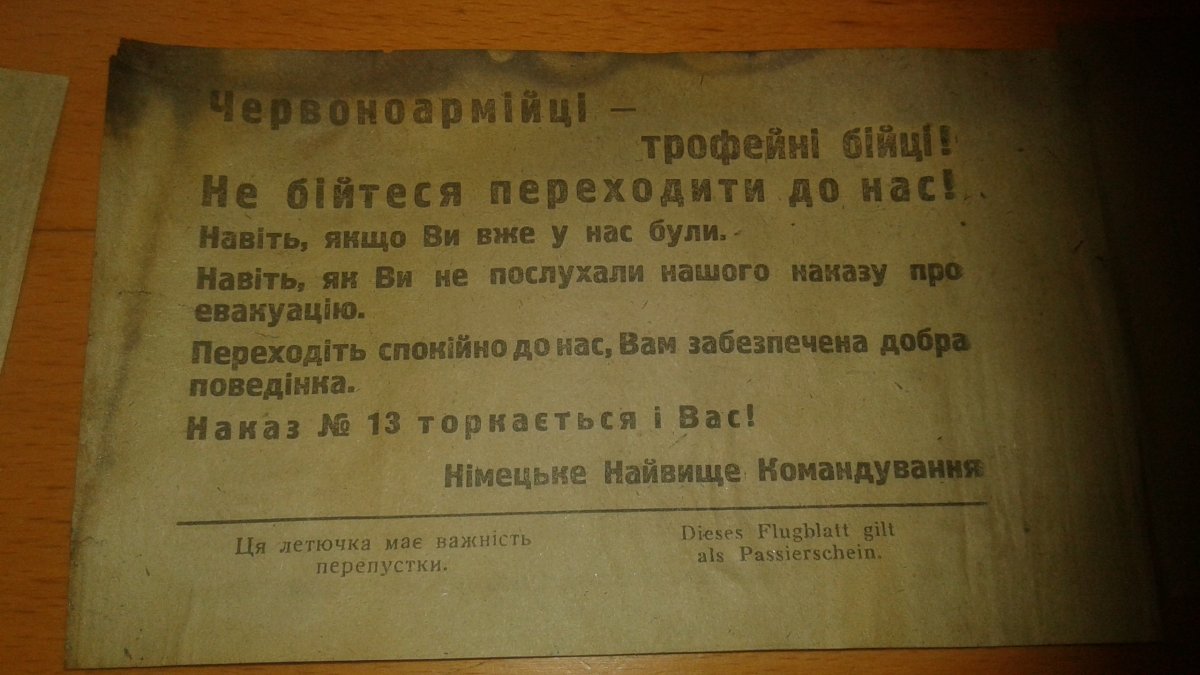 Червоноармійці —
трофейні бійці!
Не бійтеся переходити до нас!
Навіть, якщо Ви вже у нас були.
Навіть, як Ви не послухали нашого наказу про
евакуацію.
Переходіть спокійно до нас, Вам забезпечена добра
поведінка.
Наказ № 13 торкається і Вас!
Німецьке Найвище Командування
Ця летючка має важність
перепустки.
Dieses Flugblatt gilt
als Passierschein.